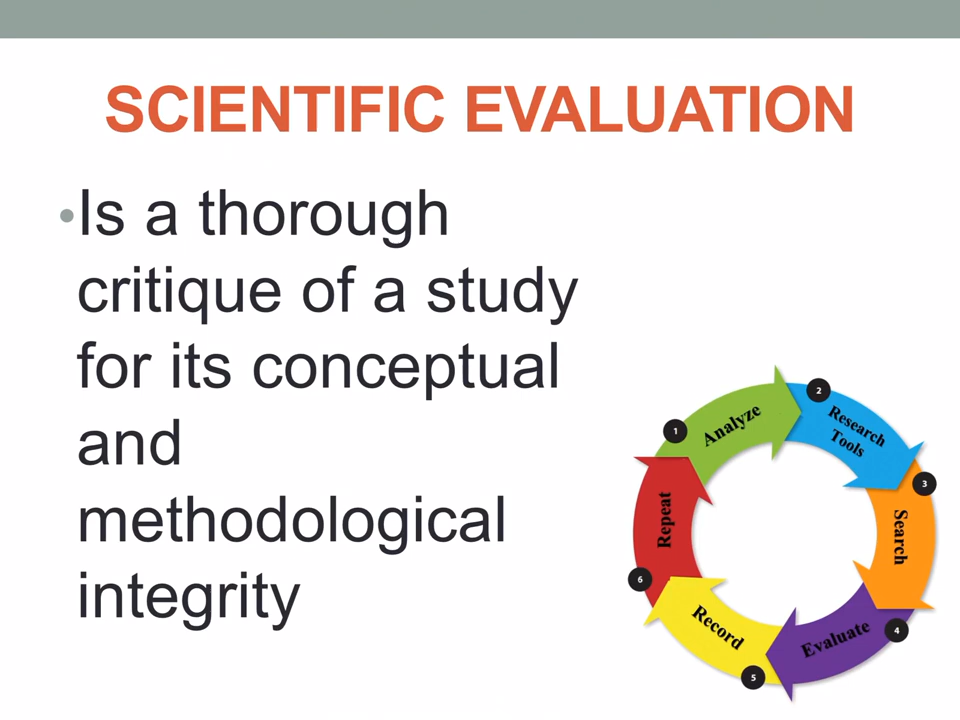 SCIENTIFIC EVALUATION
•Is a thorough
critique of a study
for its conceptual
and
methodological
integrity
1
Analyze
2
Research
Tools
3
Search
4
Evaluate
5
Record
6
Repeat